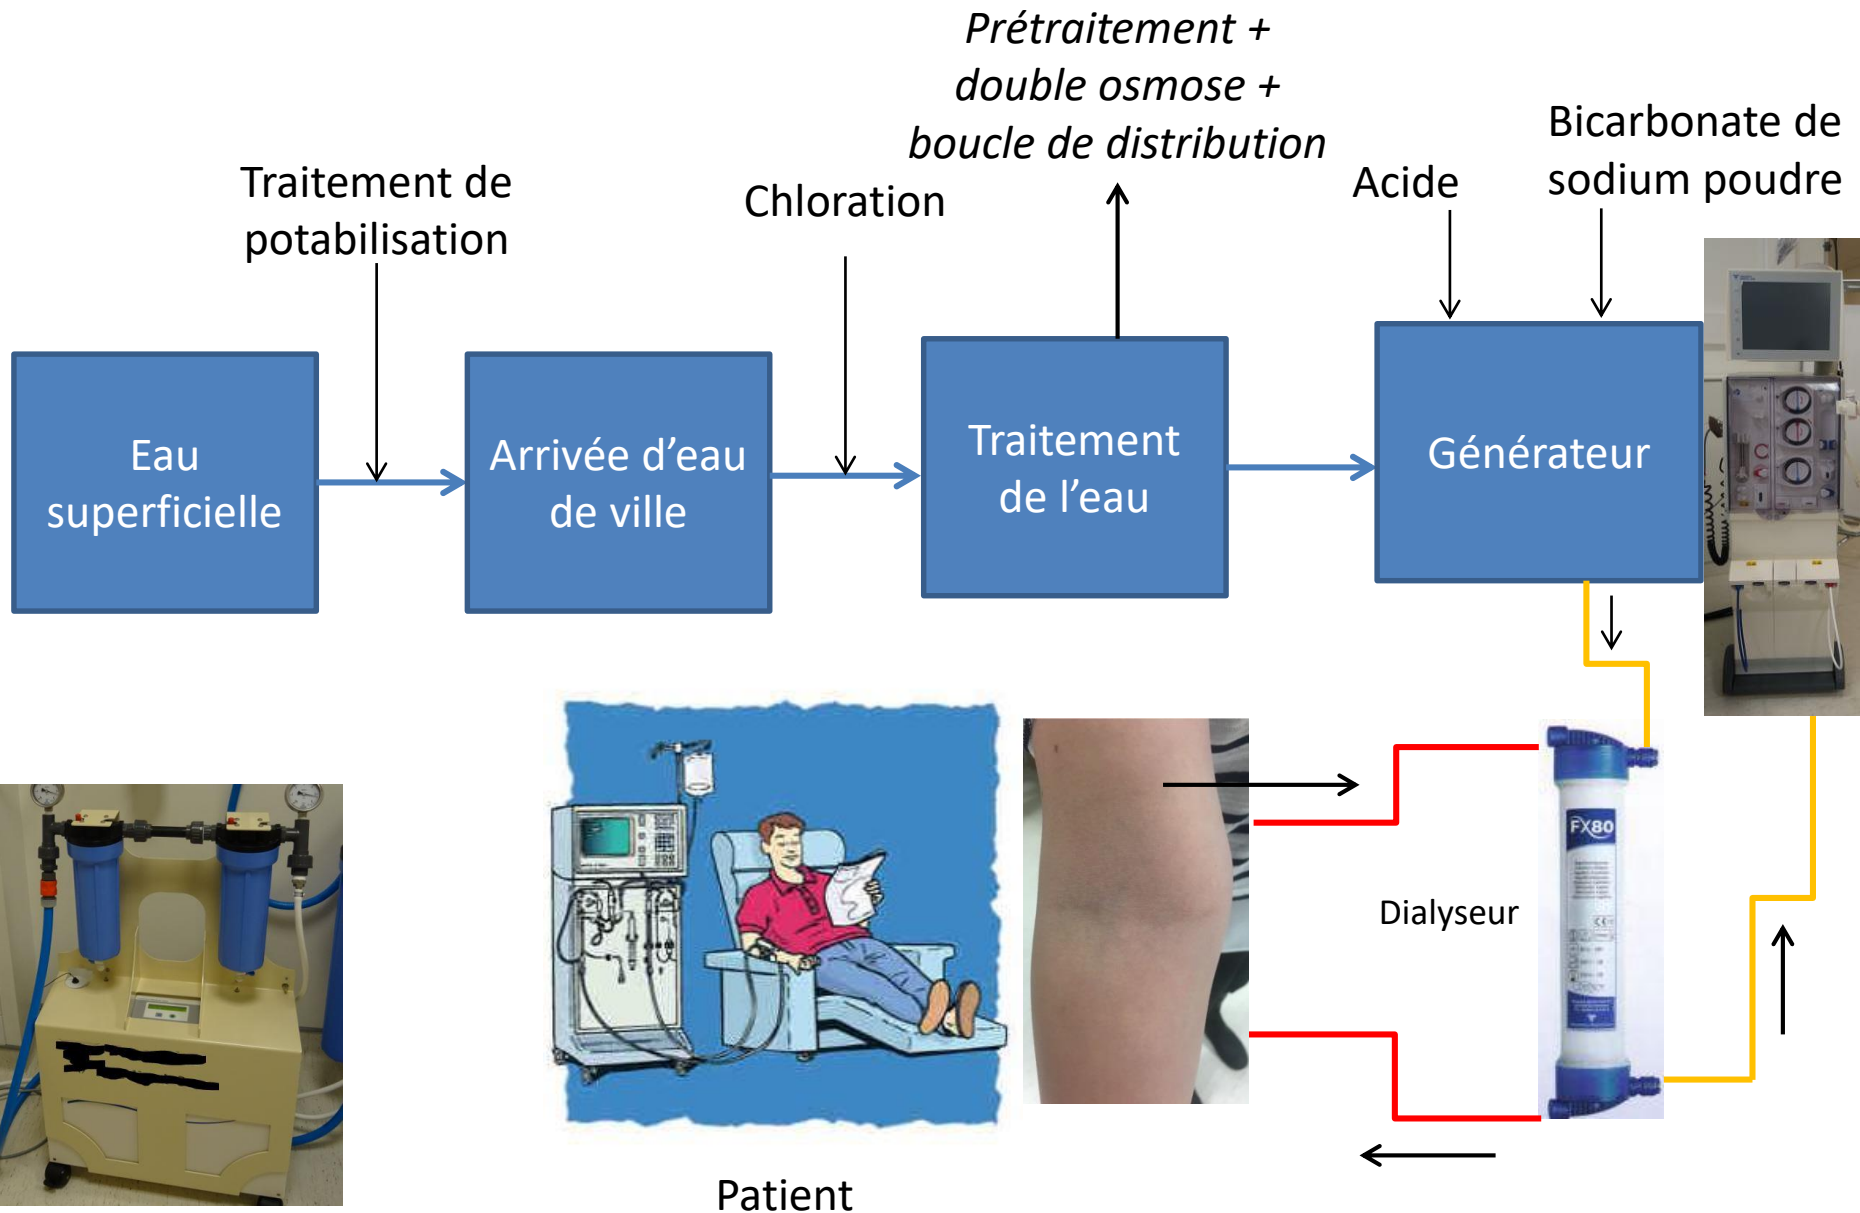 Prétraitement +
double osmose +
boucle de distribution
Bicarbonate de
sodium poudre
Acide
Traitement de
potabilisation
Chloration
Eau
superficielle
Arrivée d’eau
de ville
Traitement
de l’eau
Générateur
FX80
Dialyseur
Patient